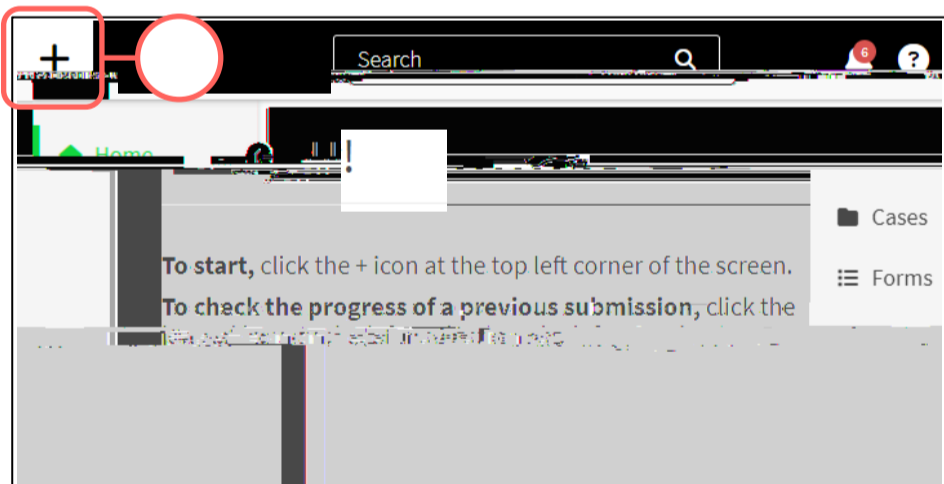 +
Search
6
?
Home
!
Cases
To start, click the + icon at the top left corner of the screen.
Forms
To check the progress of a previous submission, click the